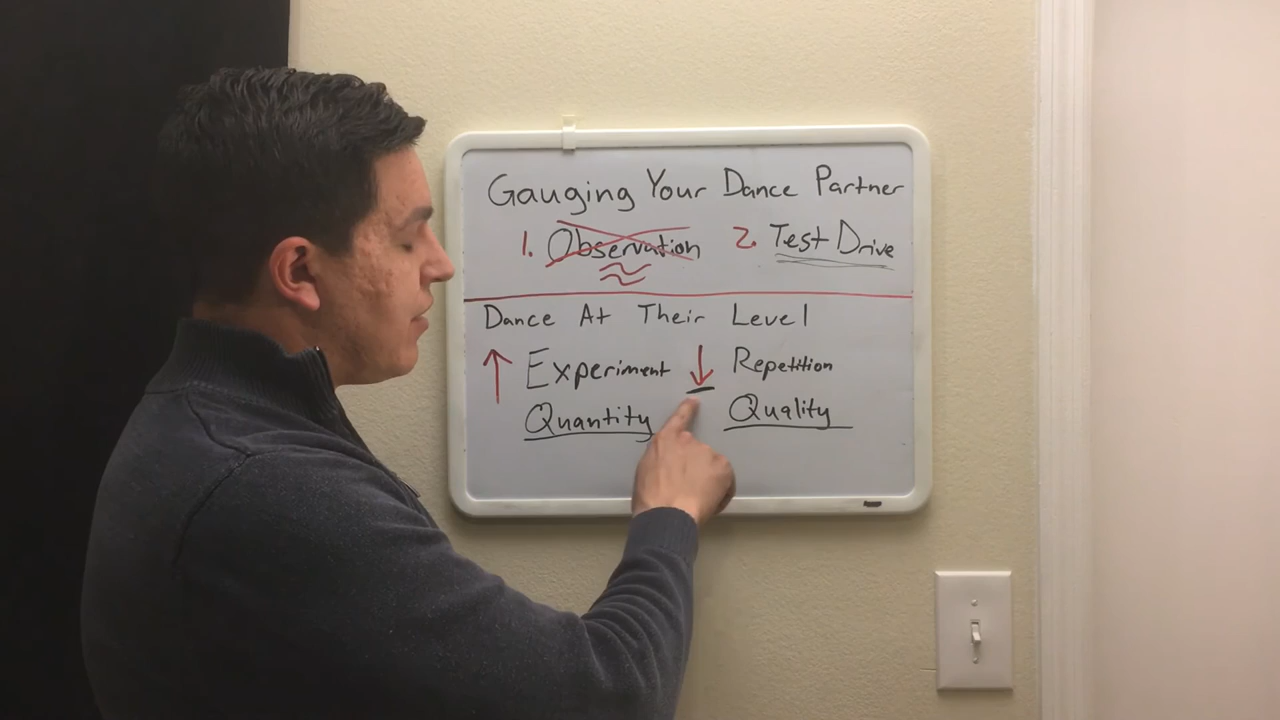 Gauging Your Dance Partner
1. Observation 2. Test Drive
Dance At Their Level
↑ Experiment ↓ Repetition
Quantity Quality